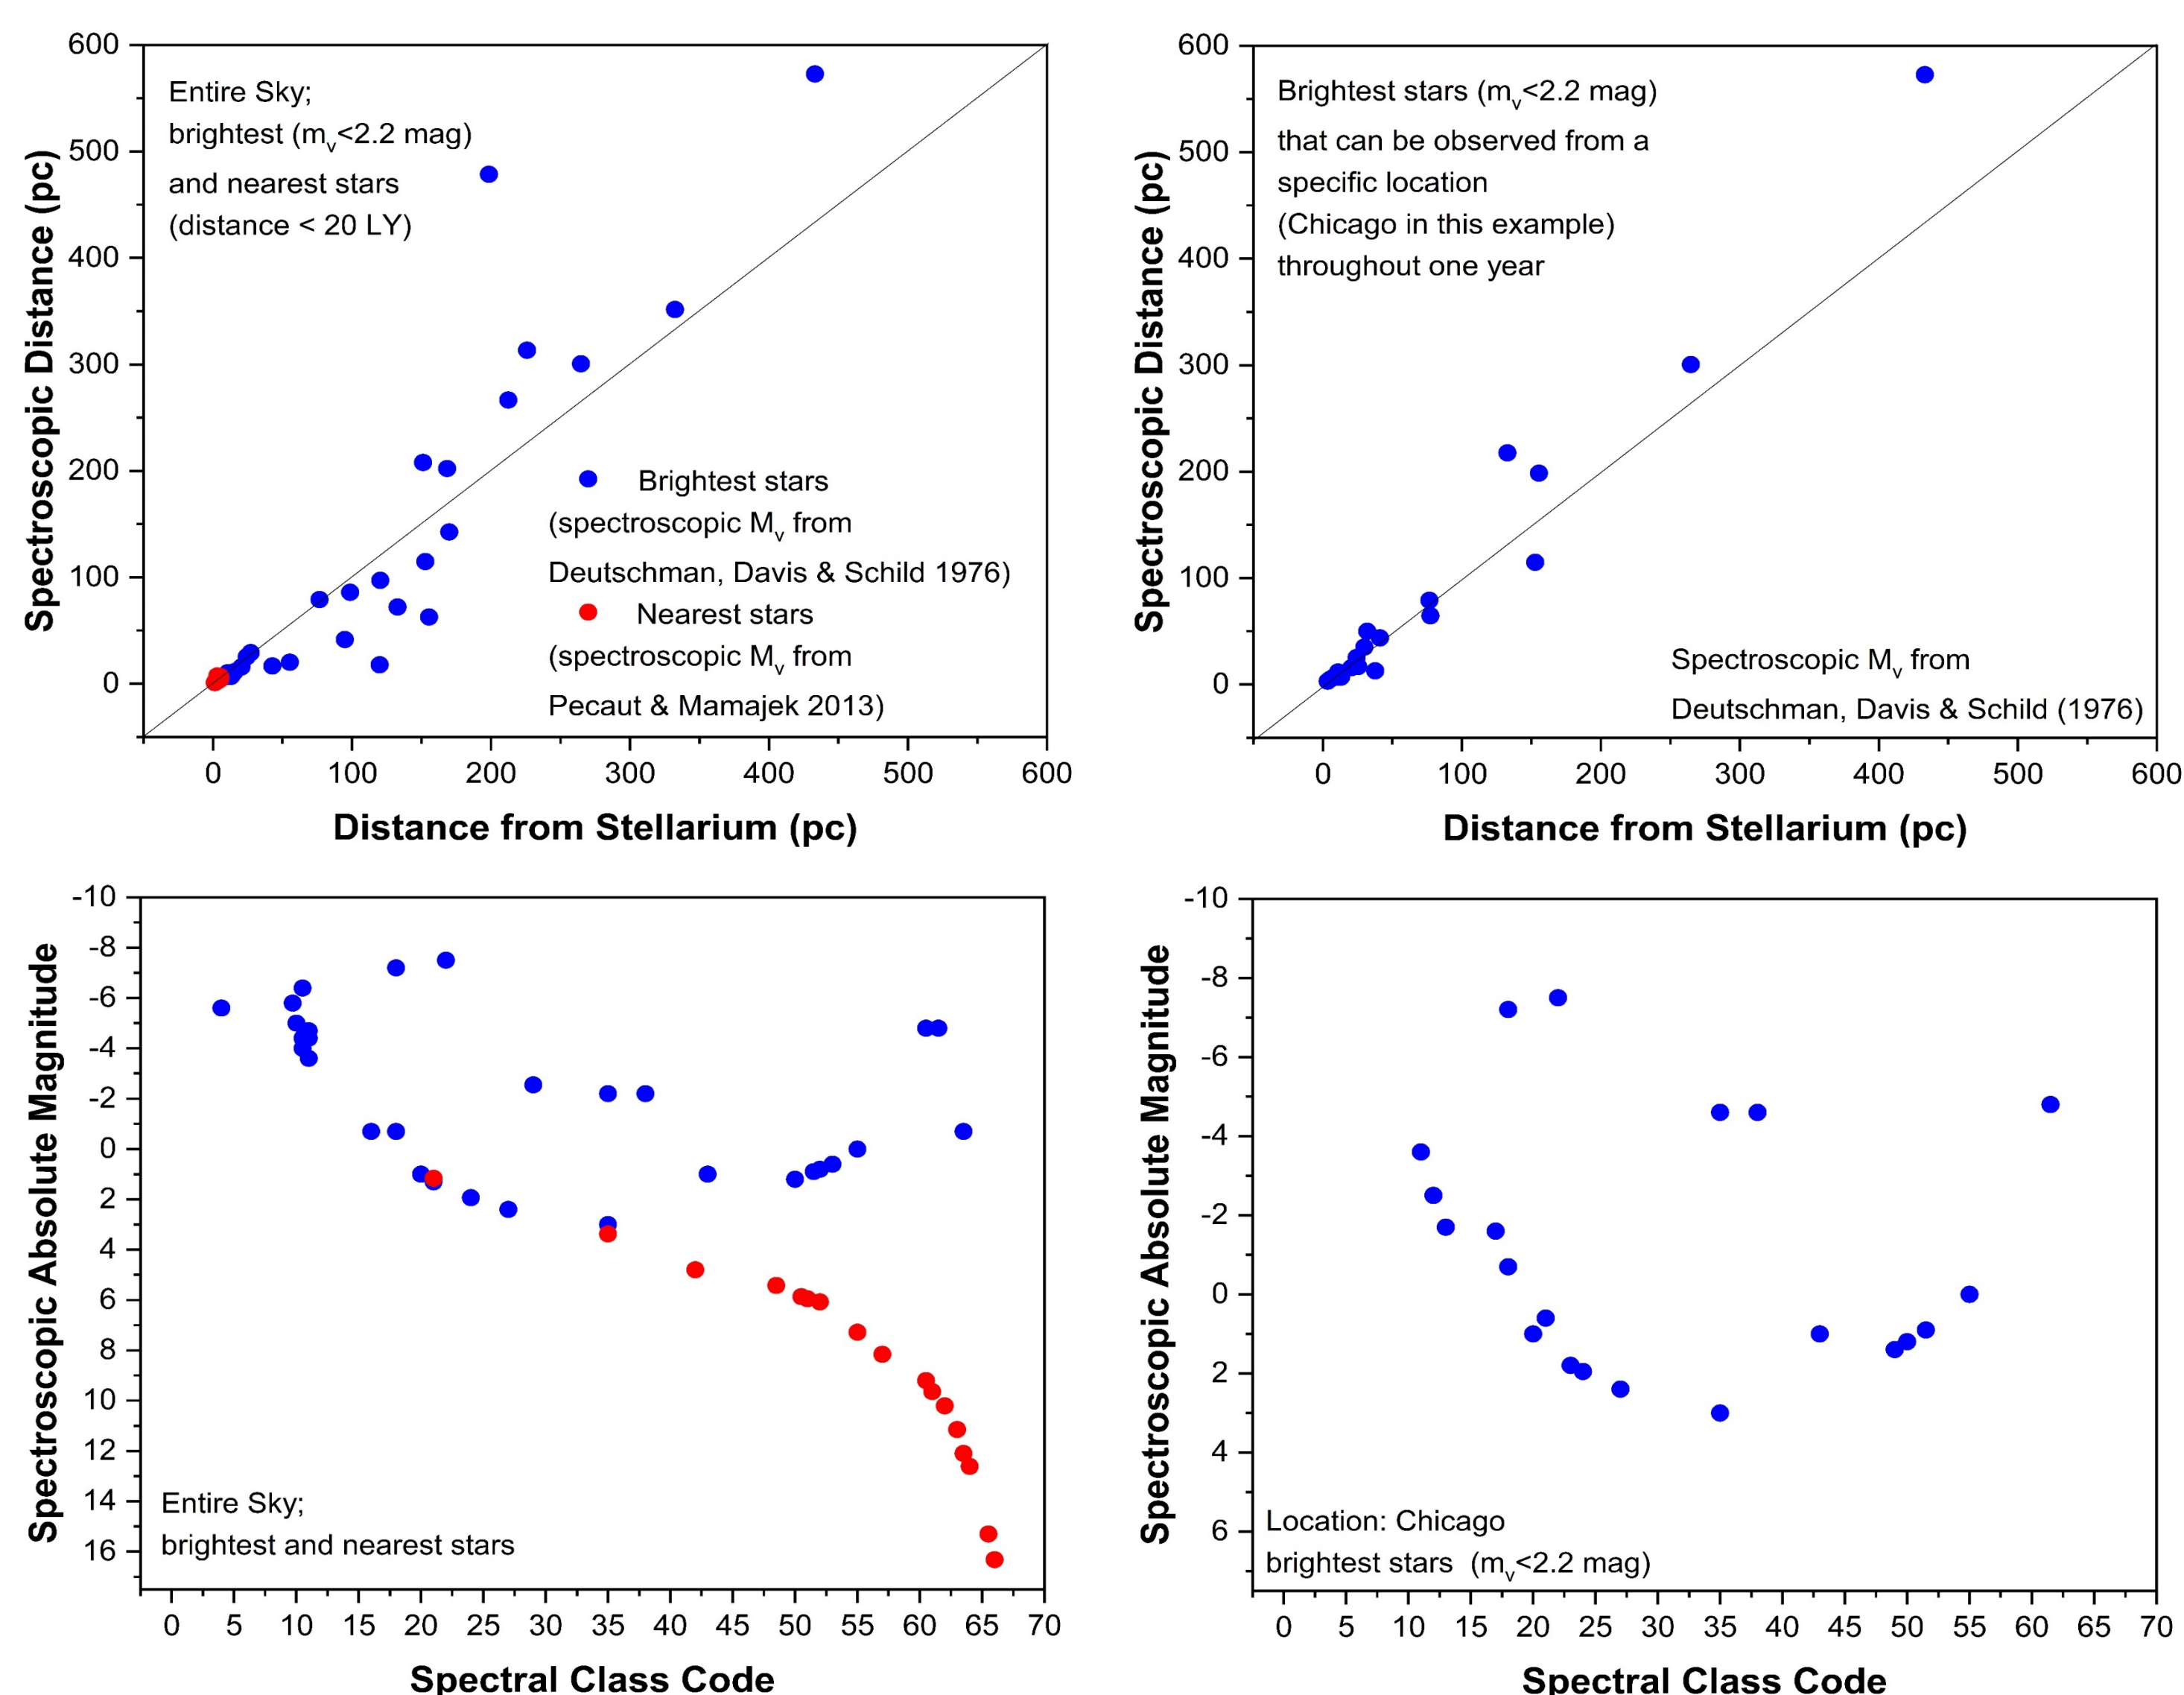 600
500
400
300
200
100
0
Spectroscopic Distance (pc)
Entire Sky;
brightest (mv<2.2 mag)
and nearest stars
(distance < 20 LY)
Brightest stars
(spectroscopic Mv from
Deutschman, Davis & Schild 1976)
Nearest stars
(spectroscopic Mv from
Pecaut & Mamajek 2013)
0 100 200 300 400 500 600
Distance from Stellarium (pc)
600
500
400
300
200
100
0
Spectroscopic Distance (pc)
Brightest stars (mv<2.2 mag)
that can be observed from a
specific location
(Chicago in this example)
throughout one year
Spectroscopic Mv from
Deutschman, Davis & Schild (1976)
0 100 200 300 400 500 600
Distance from Stellarium (pc)
-10
-8
-6
-4
-2
0
2
4
6
8
10
12
14
16
Spectroscopic Absolute Magnitude
Entire Sky;
brightest and nearest stars
0 5 10 15 20 25 30 35 40 45 50 55 60 65 70
Spectral Class Code
-10
-8
-6
-4
-2
0
2
4
6
Spectroscopic Absolute Magnitude
Location: Chicago
brightest stars (mv<2.2 mag)
0 5 10 15 20 25 30 35 40 45 50 55 60 65 70
Spectral Class Code